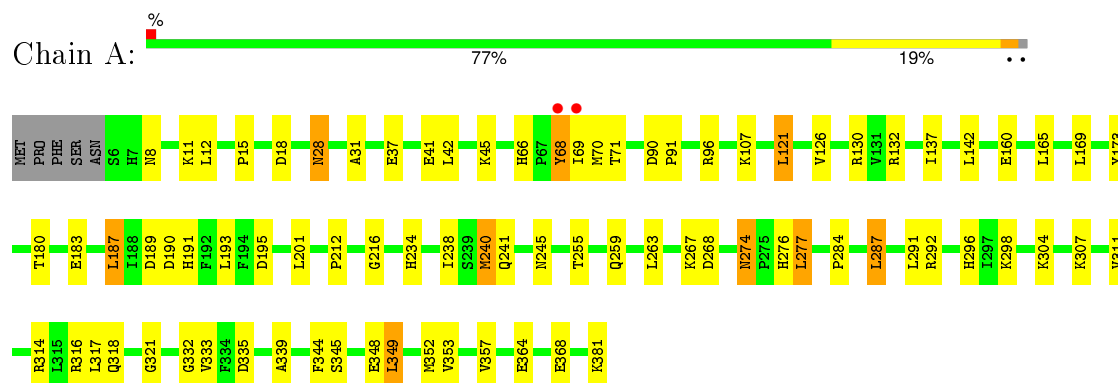 %
Chain A:
77% 19% • •
MET PRO PHE SER ASN S6 H7 N8 K11 L12 P15 D18 N28 A31 E37 E41 L42 K45 H66 P67 Y68 I69 M70 T71 D90 P91 R96 K107 L121 V126 R130 V131 R132 I137 L142 E160 L165 L169 Y173
T180 E183 L187 I188 D189 D190 H191 F192 L193 F194 D195 L201 P212 G216 H234 I238 S239 M240 Q241 N245 T255 Q259 L263 K267 D268 N274 P275 H276 L277 P284 L287 L291 R292 H296 I297 K298 K304 K307 V311
R314 L315 R316 L317 Q318 G321 G332 V333 F334 D335 A339 F344 S345 E348 L349 M352 V353 V357 E364 E368 K381